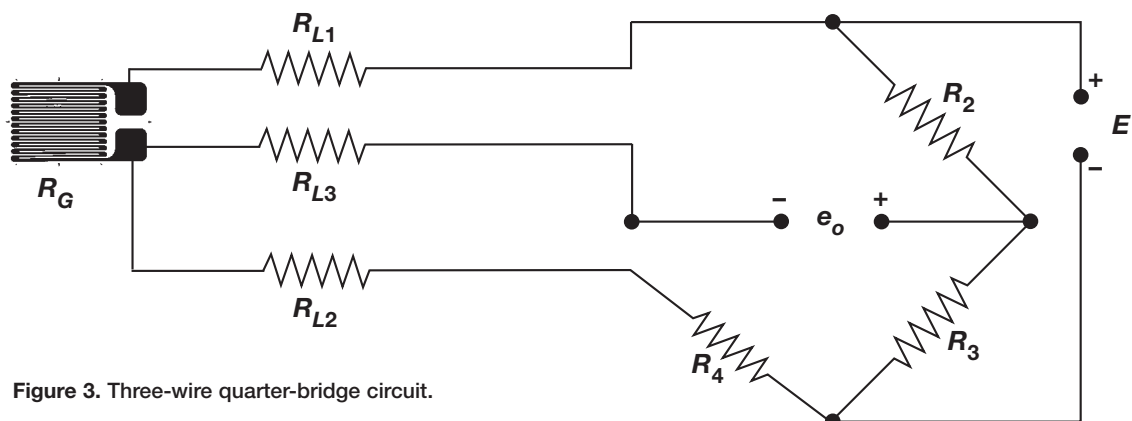 R_L1
R_2
+
E
−
R_G
R_L3
− e_o +
R_L2
R_4
R_3
Figure 3. Three-wire quarter-bridge circuit.